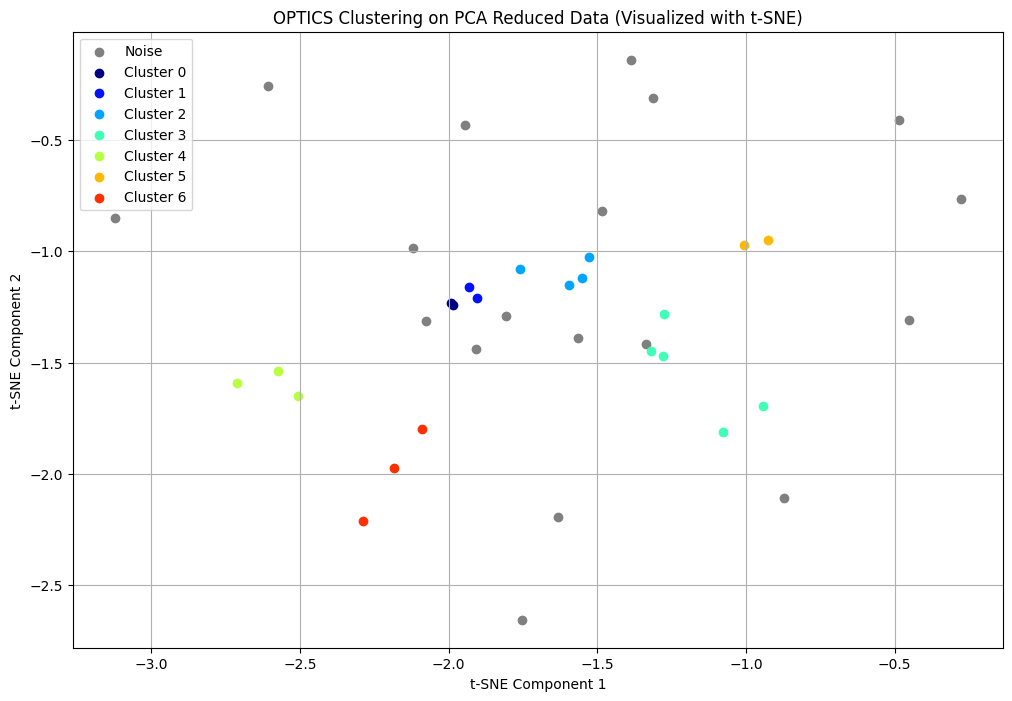 OPTICS Clustering on PCA Reduced Data (Visualized with t-SNE)
Noise
Cluster 0
Cluster 1
Cluster 2
Cluster 3
Cluster 4
Cluster 5
Cluster 6
t-SNE Component 2
−0.5
−1.0
−1.5
−2.0
−2.5
−3.0 −2.5 −2.0 −1.5 −1.0 −0.5
t-SNE Component 1